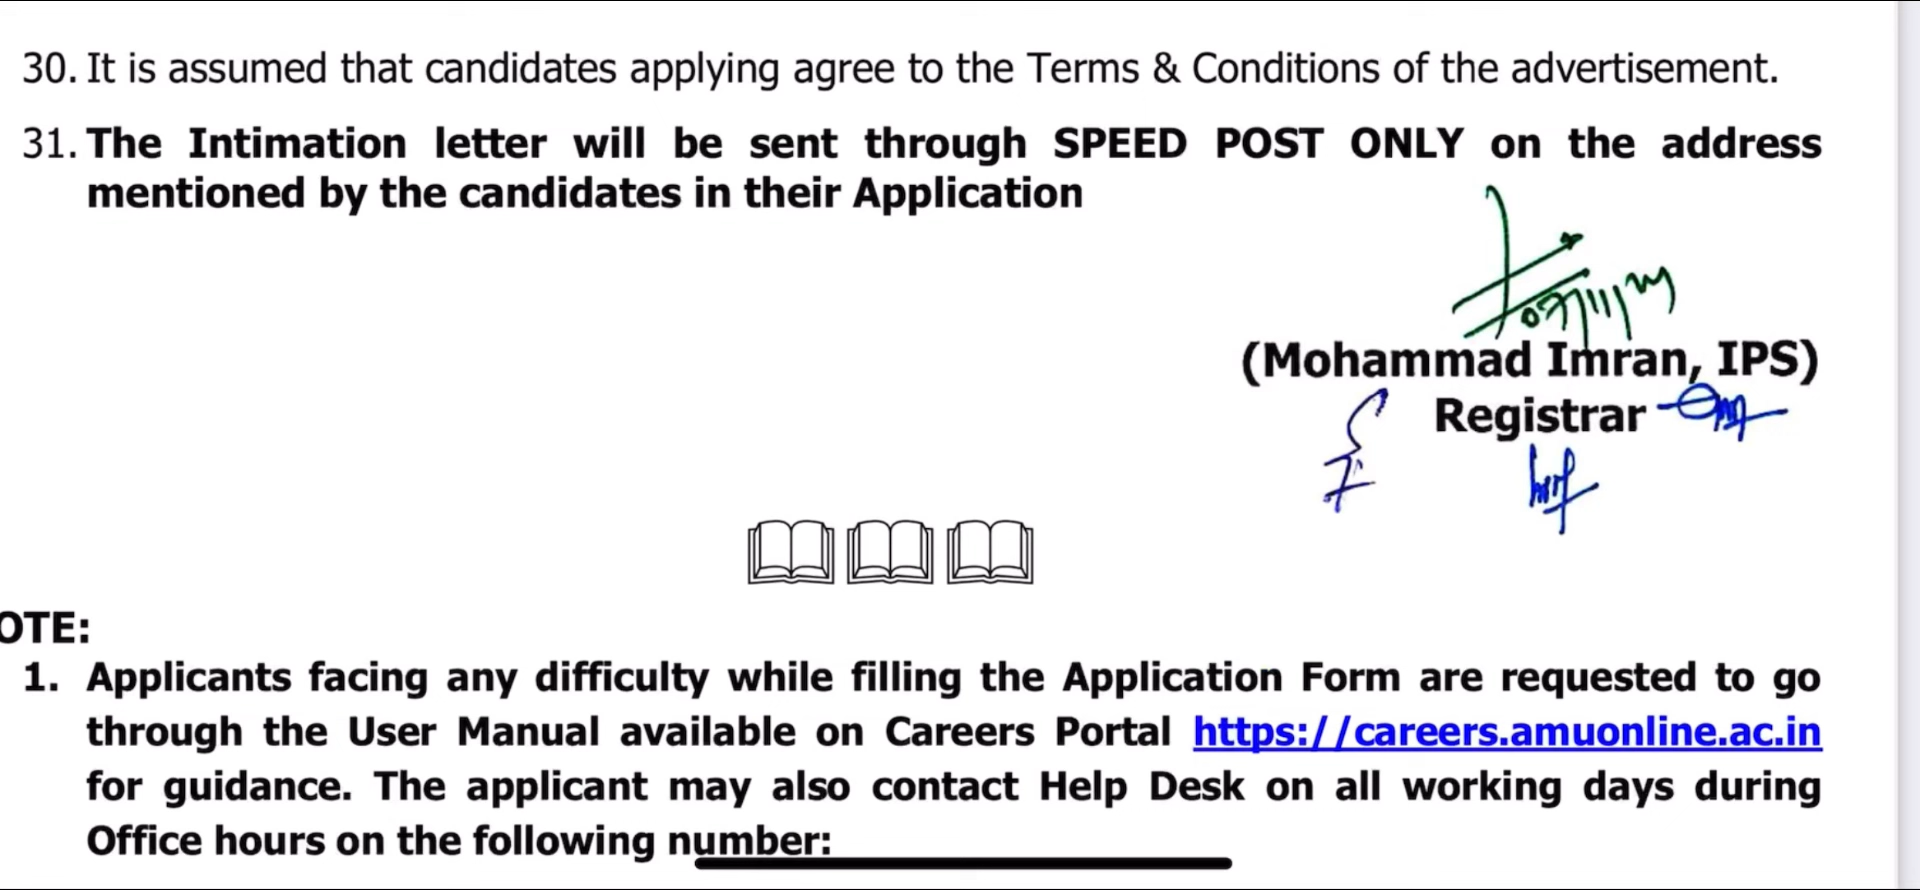 30. It is assumed that candidates applying agree to the Terms & Conditions of the advertisement.
31. The Intimation letter will be sent through SPEED POST ONLY on the address
mentioned by the candidates in their Application
(Mohammad Imran, IPS)
Registrar
OTE:
1. Applicants facing any difficulty while filling the Application Form are requested to go
through the User Manual available on Careers Portal https://careers.amuonline.ac.in
for guidance. The applicant may also contact Help Desk on all working days during
Office hours on the following number: